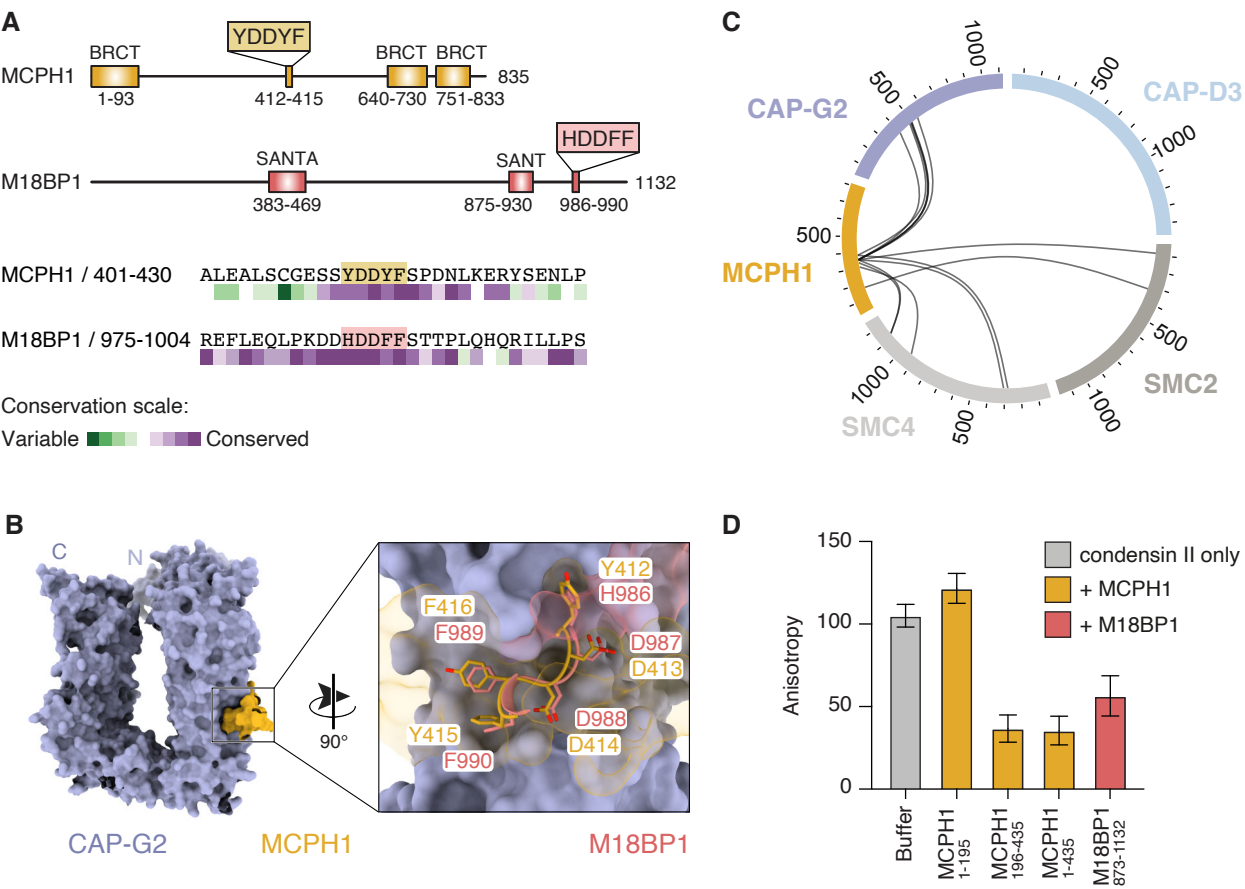 A
YDDYF
BRCT
BRCT
BRCT
MCPH1
835
1-93
412-415
640-730
751-833
HDDFF
SANTA
SANT
M18BP1
1132
383-469
875-930
986-990
MCPH1 / 401-430
ALEALSCGESSYDDYFSPDNLKERYSENLP
M18BP1 / 975-1004
REFLEQLPKDDHDDFFSTTPLQHQRILLPS
Conservation scale:
Variable
Conserved
B
C
N
90°
Y412
H986
F416
F989
D987
D413
Y415
F990
D988
D414
CAP-G2
MCPH1
M18BP1
C
1000
500
500
CAP-D3
CAP-G2
1000
500
MCPH1
500
SMC2
1000
SMC4
500
1000
D
150
100
50
0
Anisotropy
condensin II only
+ MCPH1
+ M18BP1
Buffer
MCPH1
1-195
MCPH1
196-435
MCPH1
1-435
M18BP1
873-1132